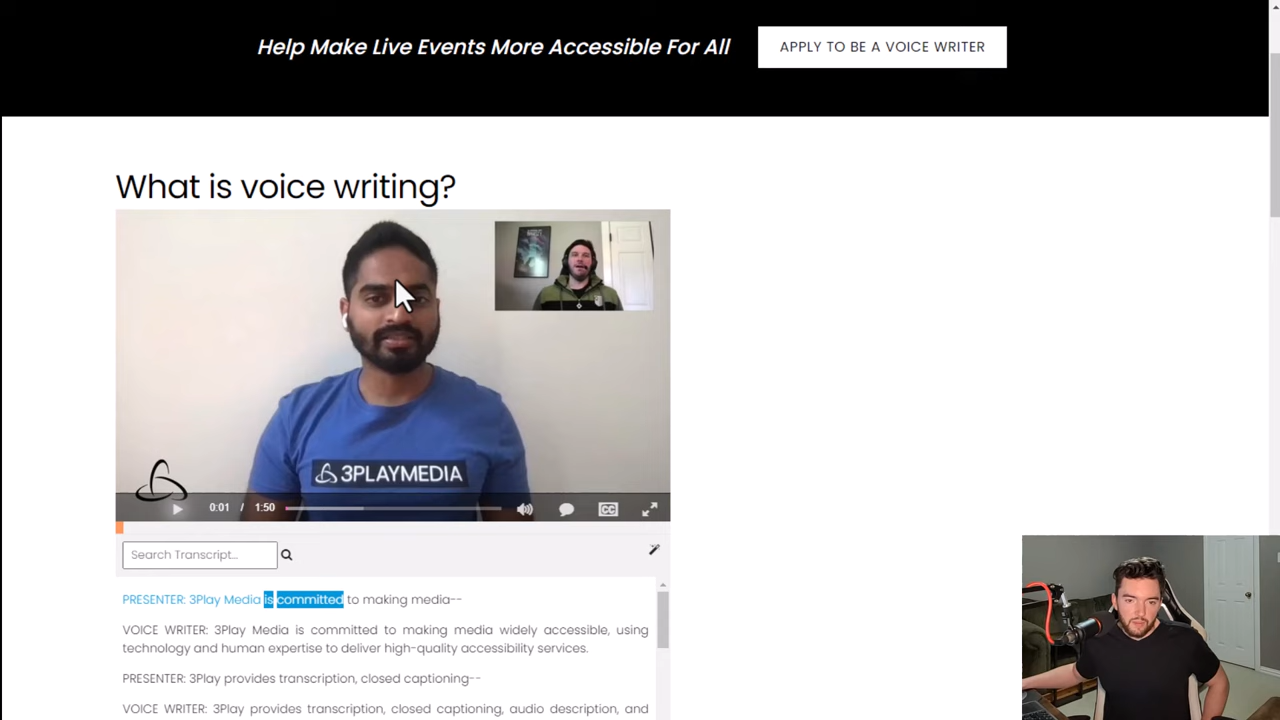 Help Make Live Events More Accessible For All
APPLY TO BE A VOICE WRITER
What is voice writing?
3PLAYMEDIA
0:01 / 1:50
CC
Search Transcript...
PRESENTER: 3Play Media is committed to making media--
VOICE WRITER: 3Play Media is committed to making media widely accessible, using
technology and human expertise to deliver high-quality accessibility services.
PRESENTER: 3Play provides transcription, closed captioning--
VOICE WRITER: 3Play provides transcription, closed captioning, audio description, and